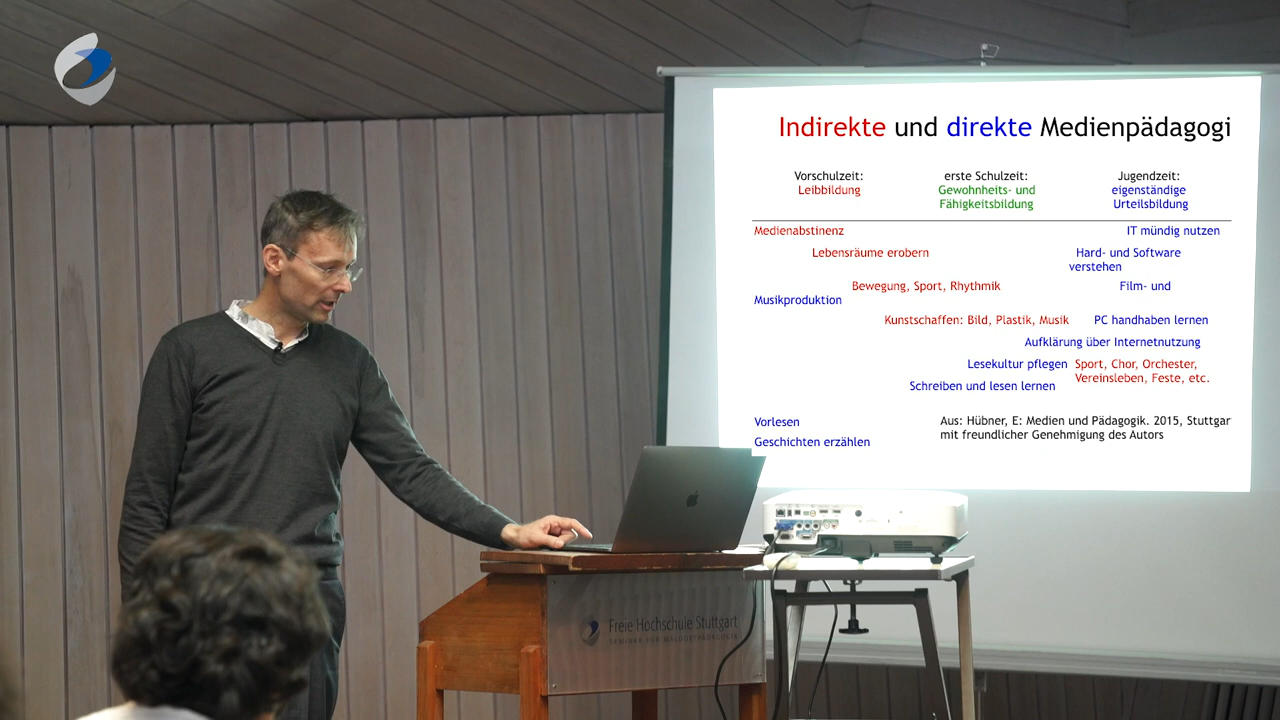 Indirekte und direkte Medienpädagogi
Vorschulzeit: erste Schulzeit: Jugendzeit:
Leibbildung Gewohnheits- und eigenständige
Fähigkeitsbildung Urteilsbildung
Medienabstinenz IT mündig nutzen
Lebensräume erobern Hard- und Software
verstehen
Bewegung, Sport, Rhythmik Film- und
Musikproduktion
Kunstschaffen: Bild, Plastik, Musik PC handhaben lernen
Aufklärung über Internetnutzung
Lesekultur pflegen Sport, Chor, Orchester,
Vereinsleben, Feste, etc.
Schreiben und lesen lernen
Vorlesen Aus: Hübner, E: Medien und Pädagogik. 2015, Stuttgar
mit freundlicher Genehmigung des Autors
Geschichten erzählen
Freie Hochschule Stuttgart
SEMINAR FÜR WALDORFPÄDAGOGIK